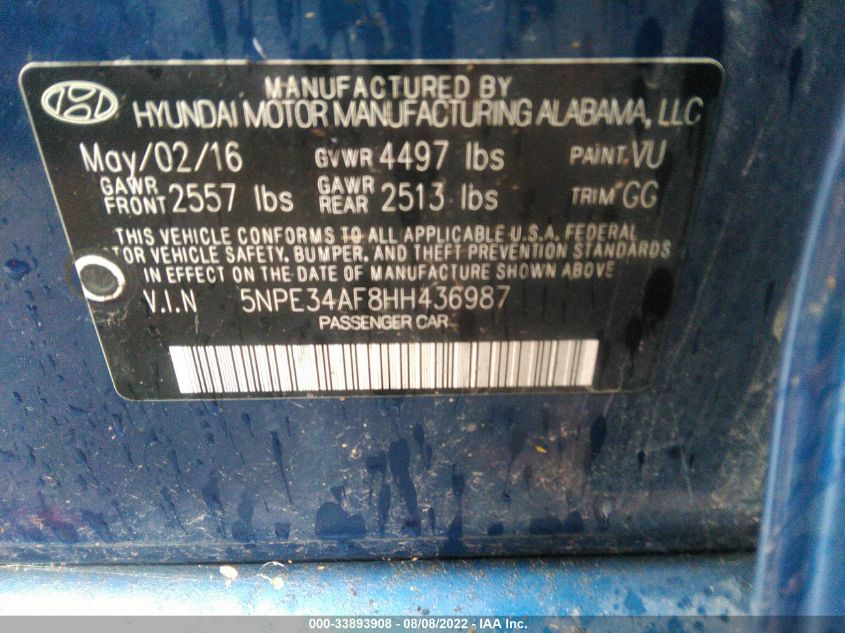 MANUFACTURED BY
HYUNDAI MOTOR MANUFACTURING ALABAMA, LLC
May/02/16 GVWR 4497 lbs PAINT VU
GAWR FRONT 2557 lbs GAWR REAR 2513 lbs TRIM GG
THIS VEHICLE CONFORMS TO ALL APPLICABLE U.S.A. FEDERAL
TOR VEHICLE SAFETY, BUMPER, AND THEFT PREVENTION STANDARDS
IN EFFECT ON THE DATE OF MANUFACTURE SHOWN ABOVE
V.I.N 5NPE34AF8HH436987
PASSENGER CAR
000-33893908 - 08/08/2022 - IAA Inc.